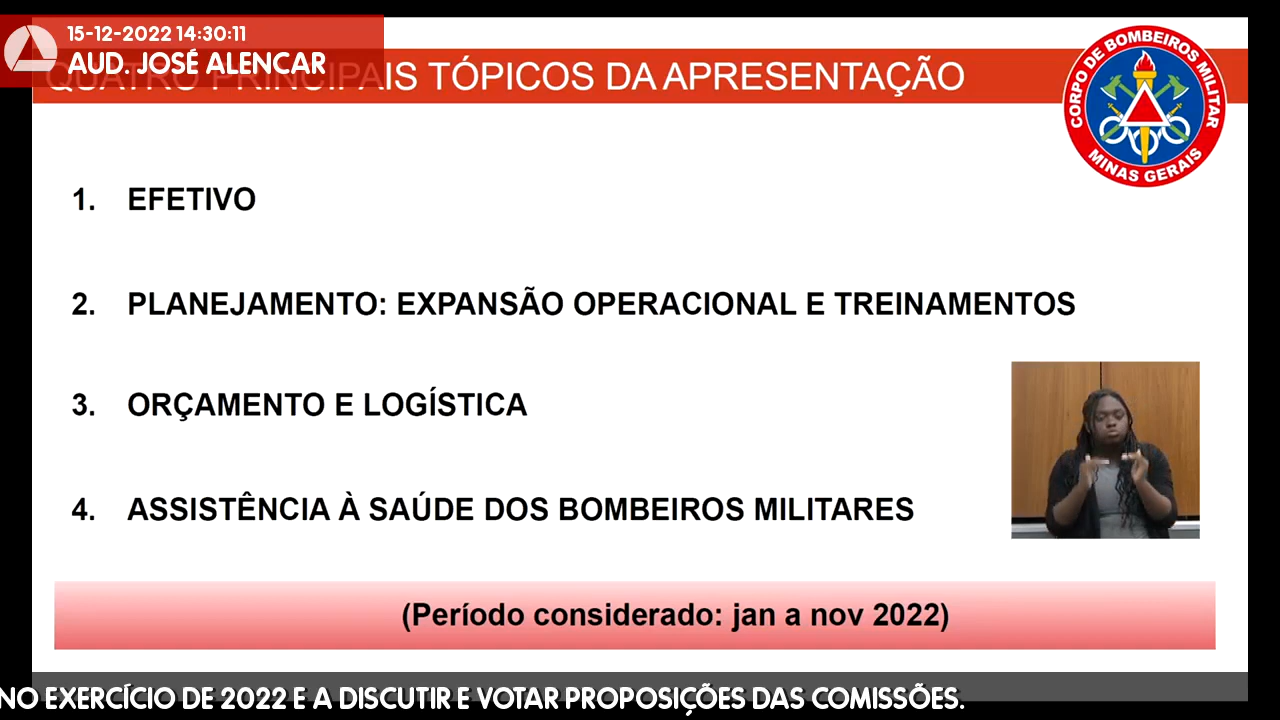 15-12-2022 14:30:11
AUD. JOSÉ ALENCAR
QUATRO PRINCIPAIS TÓPICOS DA APRESENTAÇÃO
CORPO DE BOMBEIROS MILITAR
MINAS GERAIS
1. EFETIVO
2. PLANEJAMENTO: EXPANSÃO OPERACIONAL E TREINAMENTOS
3. ORÇAMENTO E LOGÍSTICA
4. ASSISTÊNCIA À SAÚDE DOS BOMBEIROS MILITARES
(Período considerado: jan a nov 2022)
NO EXERCÍCIO DE 2022 E A DISCUTIR E VOTAR PROPOSIÇÕES DAS COMISSÕES.